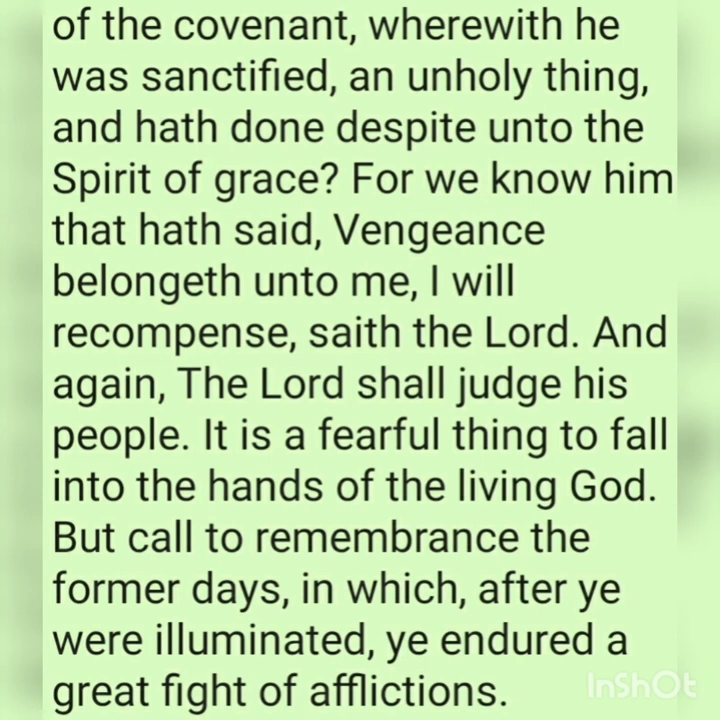 of the covenant, wherewith he
was sanctified, an unholy thing,
and hath done despite unto the
Spirit of grace? For we know him
that hath said, Vengeance
belongeth unto me, I will
recompense, saith the Lord. And
again, The Lord shall judge his
people. It is a fearful thing to fall
into the hands of the living God.
But call to remembrance the
former days, in which, after ye
were illuminated, ye endured a
great fight of afflictions.
InShOt